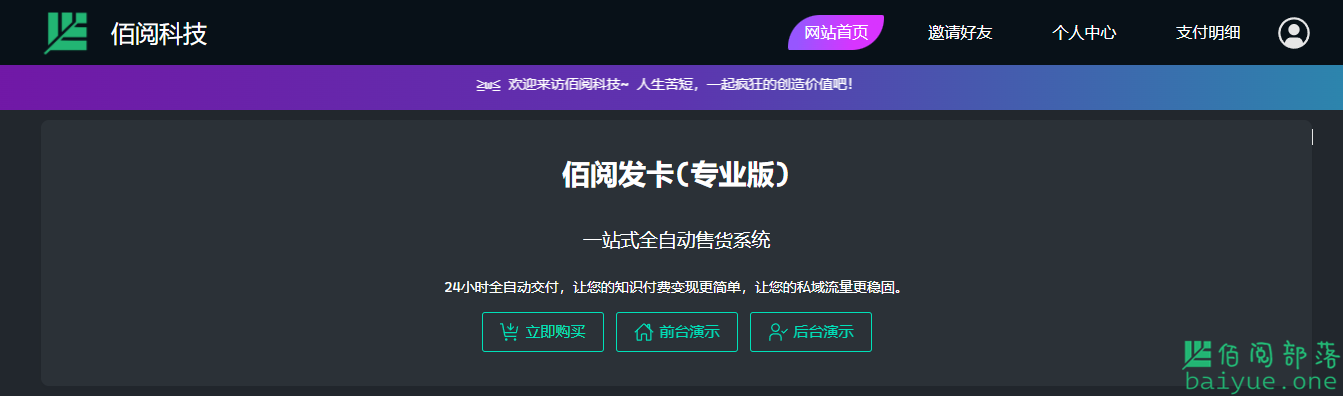 佰阅科技
网站首页 邀请好友 个人中心 支付明细
≥ω≤ 欢迎来访佰阅科技~ 人生苦短，一起疯狂的创造价值吧！
佰阅发卡(专业版)
一站式全自动售货系统
24小时全自动交付，让您的知识付费变现更简单，让您的私域流量更稳固。
立即购买 前台演示 后台演示
佰阅部落
baiyue.one